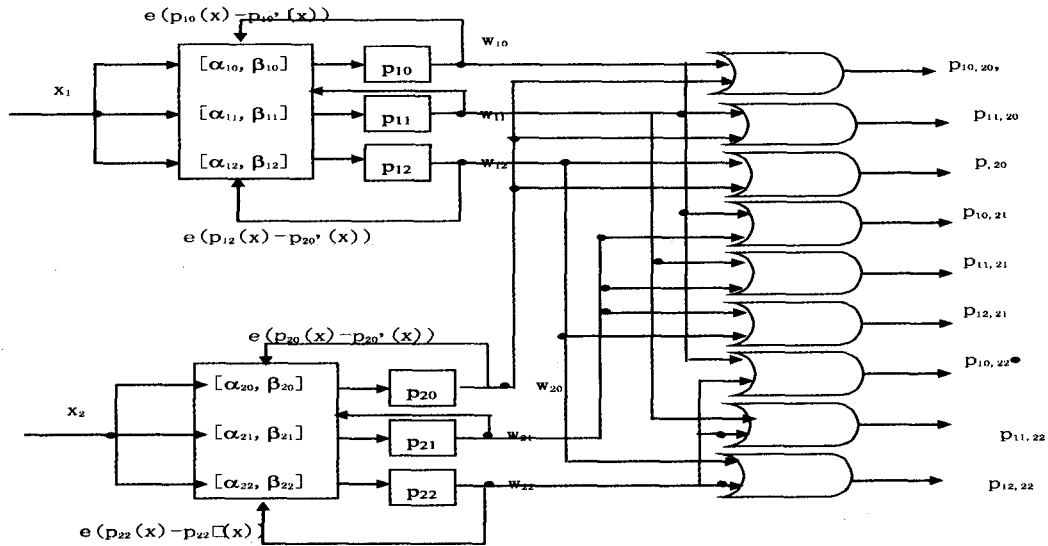 e(p10(x)-p10'(x))
w10
[α10, β10]
p10
p10,20,
x1
[α11, β11]
p11
w11
p11,20
[α12, β12]
p12
w12
p,20
e(p12(x)-p20'(x))
p10,21
p11,21
p12,21
e(p20(x)-p20'(x))
p10,22
[α20, β20]
p20
w20
x2
[α21, β21]
p21
w21
p11,22
[α22, β22]
p22
w22
p12,22
e(p22(x)-p22□(x))